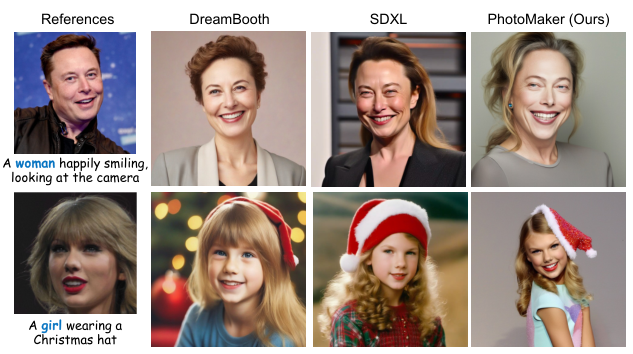 References DreamBooth SDXL PhotoMaker (Ours)
A woman happily smiling,
looking at the camera
A girl wearing a
Christmas hat